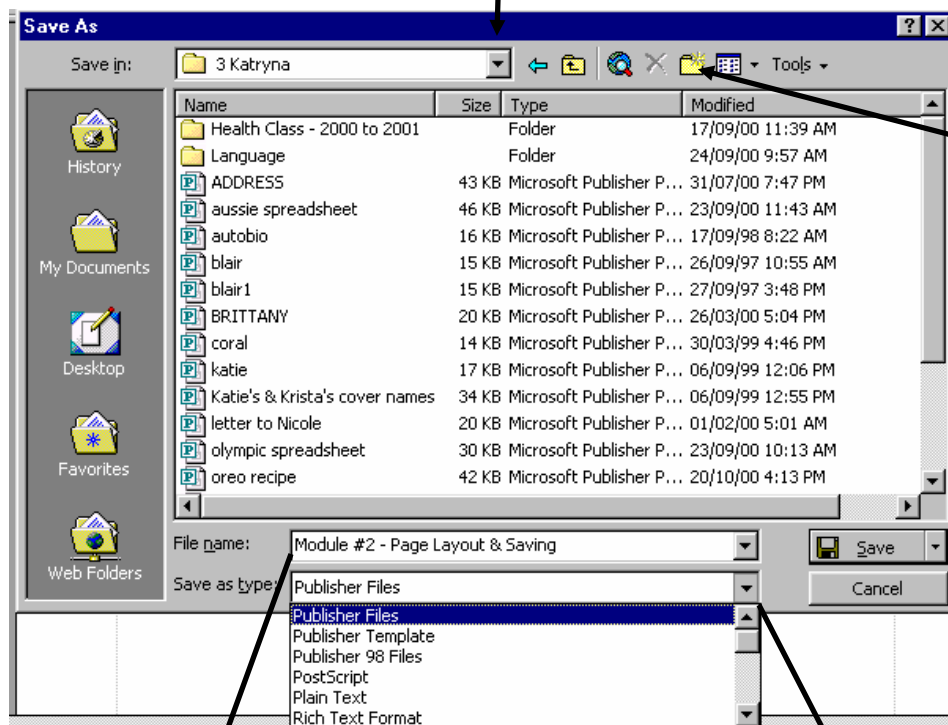 Save As
Save in: 3 Katryna Tools
Name Size Type Modified
Health Class - 2000 to 2001 Folder 17/09/00 11:39 AM
Language Folder 24/09/00 9:57 AM
ADDRESS 43 KB Microsoft Publisher P... 31/07/00 7:47 PM
aussie spreadsheet 46 KB Microsoft Publisher P... 23/09/00 11:43 AM
autobio 16 KB Microsoft Publisher P... 17/09/98 8:22 AM
blair 15 KB Microsoft Publisher P... 26/09/97 10:55 AM
blair1 15 KB Microsoft Publisher P... 27/09/97 3:48 PM
BRITTANY 20 KB Microsoft Publisher P... 26/03/00 5:04 PM
coral 14 KB Microsoft Publisher P... 30/03/99 4:46 PM
katie 17 KB Microsoft Publisher P... 06/09/99 12:06 PM
Katie's & Krista's cover names 34 KB Microsoft Publisher P... 06/09/99 12:55 PM
letter to Nicole 20 KB Microsoft Publisher P... 01/02/00 5:01 AM
olympic spreadsheet 30 KB Microsoft Publisher P... 23/09/00 10:13 AM
oreo recipe 42 KB Microsoft Publisher P... 20/10/00 4:13 PM
History
My Documents
Desktop
Favorites
Web Folders
File name: Module #2 - Page Layout & Saving Save
Save as type: Publisher Files Cancel
Publisher Files
Publisher Template
Publisher 98 Files
PostScript
Plain Text
Rich Text Format